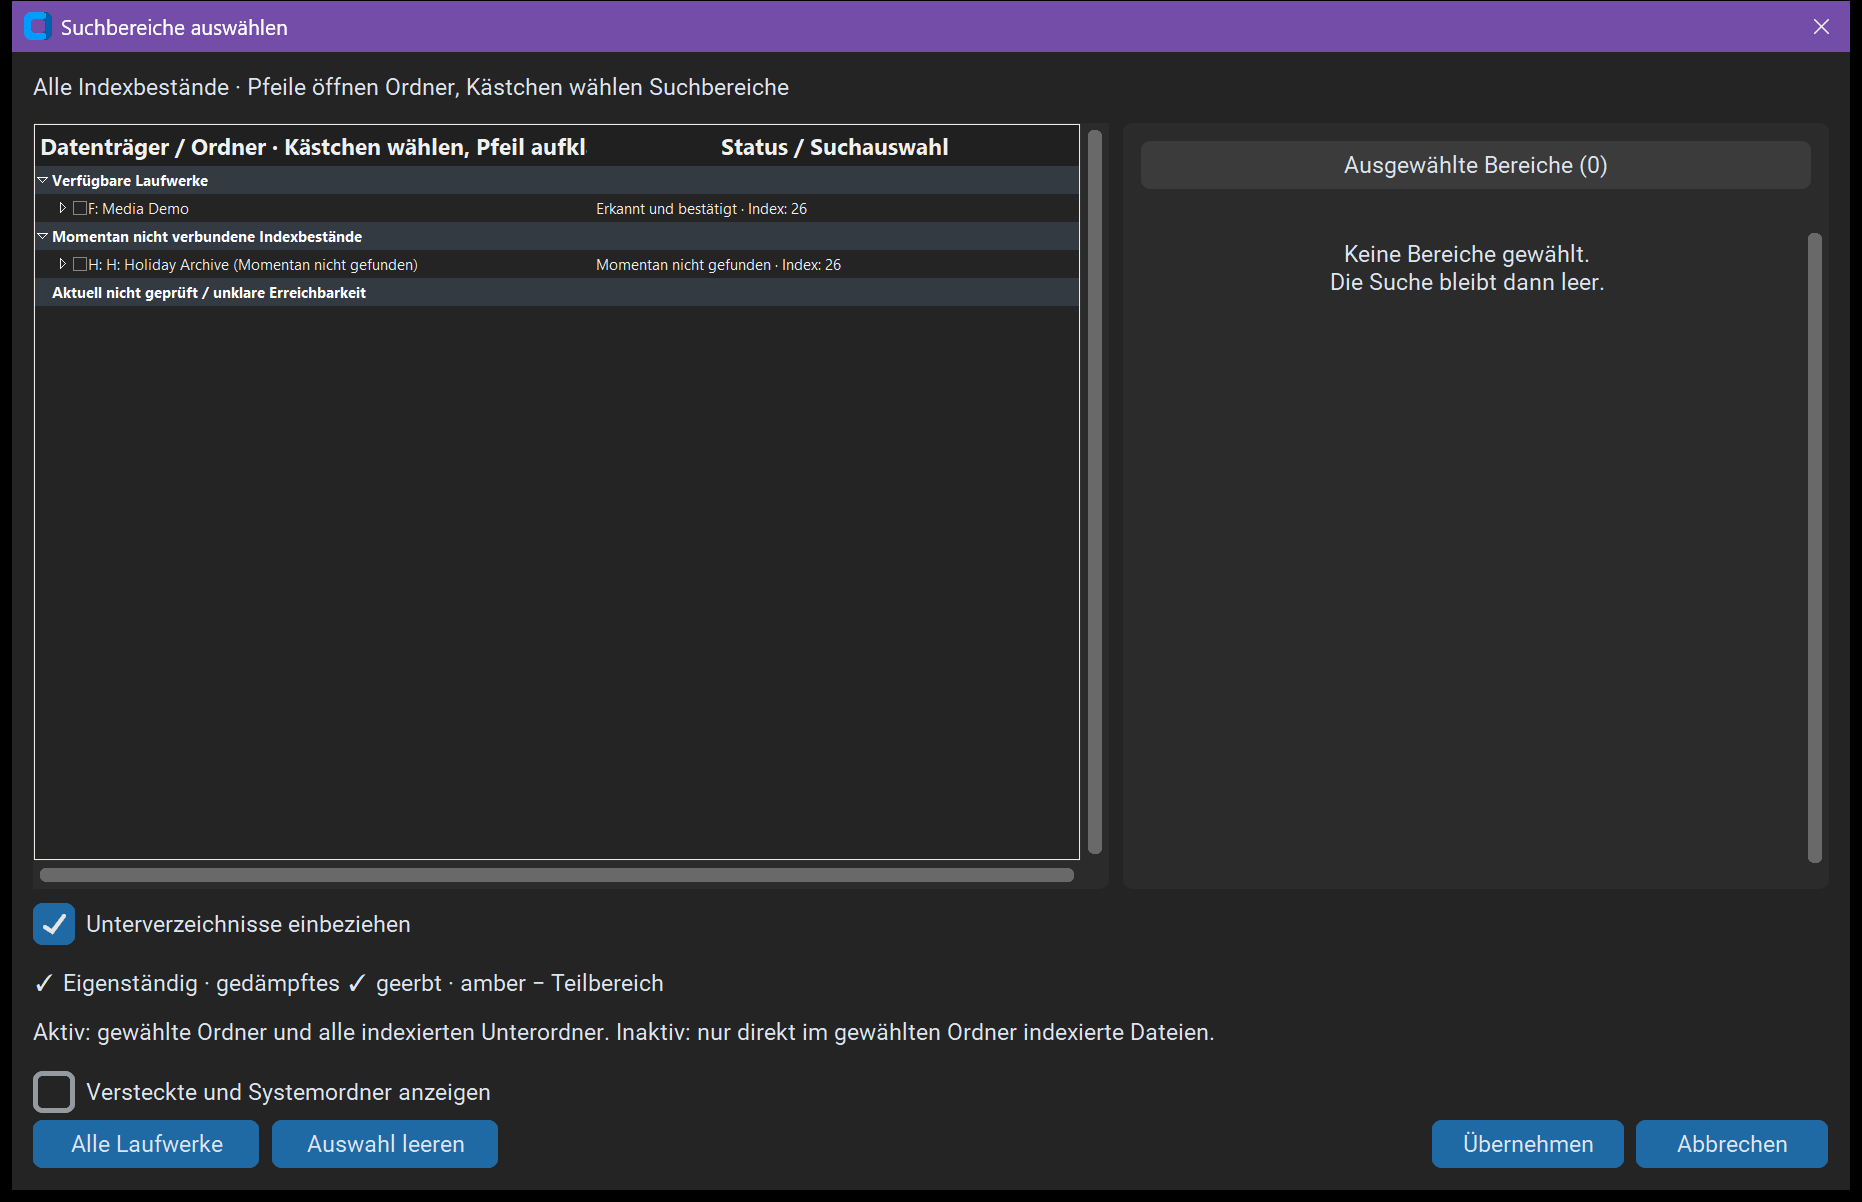 Suchbereiche auswählen
Alle Indexbestände · Pfeile öffnen Ordner, Kästchen wählen Suchbereiche
Datenträger / Ordner · Kästchen wählen, Pfeil aufkl
Status / Suchauswahl
Verfügbare Laufwerke
F: Media Demo
Erkannt und bestätigt · Index: 26
Momentan nicht verbundene Indexbestände
H: H: Holiday Archive (Momentan nicht gefunden)
Momentan nicht gefunden · Index: 26
Aktuell nicht geprüft / unklare Erreichbarkeit
Ausgewählte Bereiche (0)
Keine Bereiche gewählt.
Die Suche bleibt dann leer.
Unterverzeichnisse einbeziehen
✓ Eigenständig · gedämpftes ✓ geerbt · amber − Teilbereich
Aktiv: gewählte Ordner und alle indexierten Unterordner. Inaktiv: nur direkt im gewählten Ordner indexierte Dateien.
Versteckte und Systemordner anzeigen
Alle Laufwerke
Auswahl leeren
Übernehmen
Abbrechen